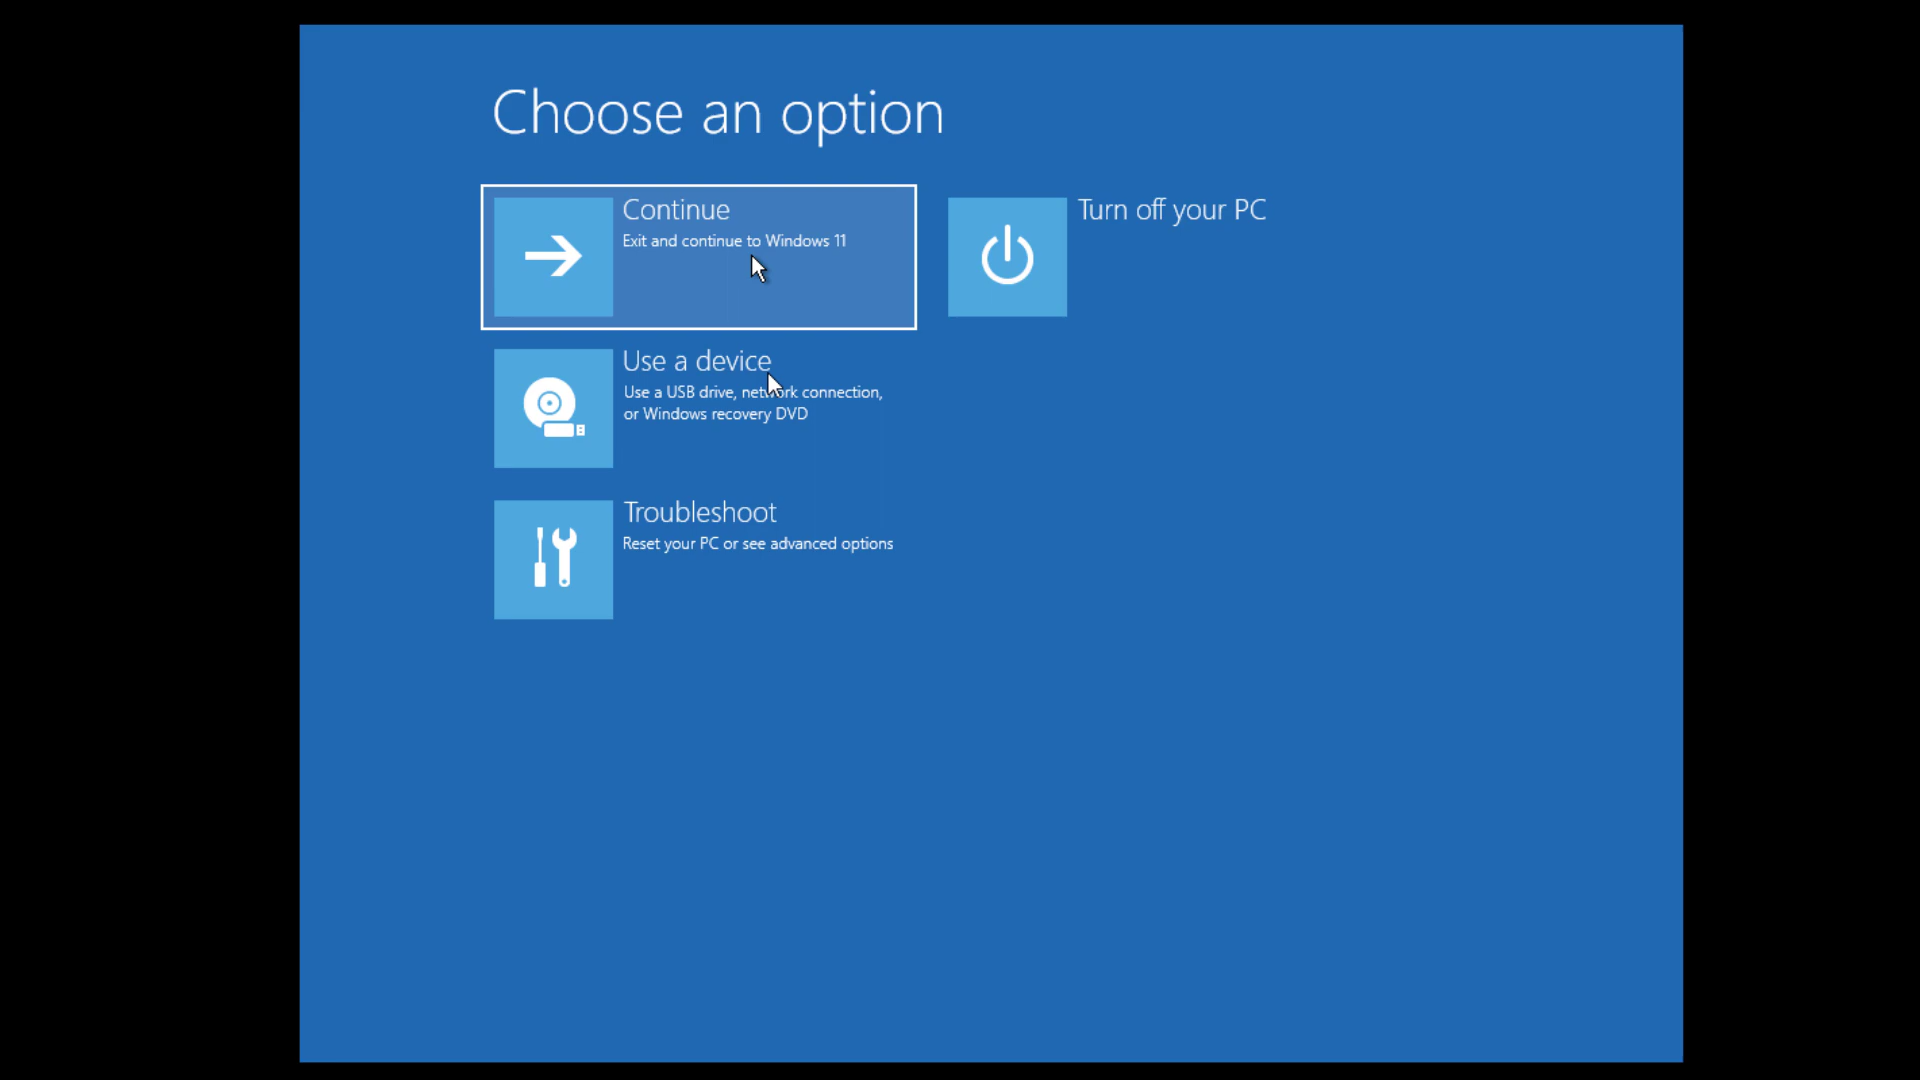 Choose an option
Continue
Exit and continue to Windows 11
Turn off your PC
Use a device
Use a USB drive, network connection,
or Windows recovery DVD
Troubleshoot
Reset your PC or see advanced options